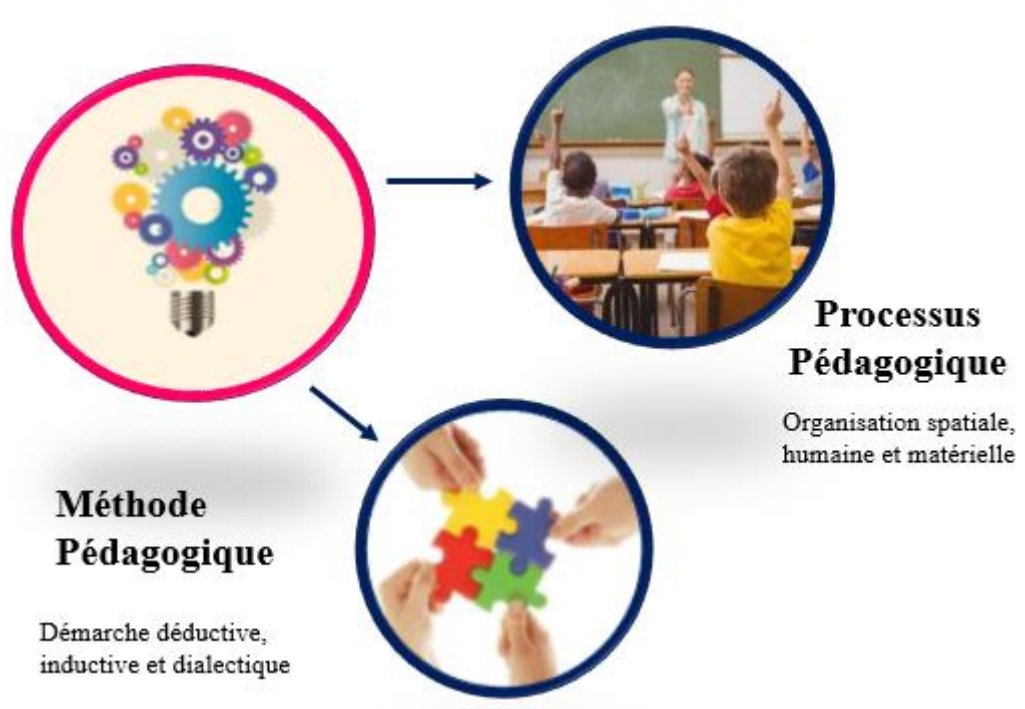 Processus
Pédagogique
Organisation spatiale,
humaine et matérielle
Méthode
Pédagogique
Démarche déductive,
inductive et dialectique